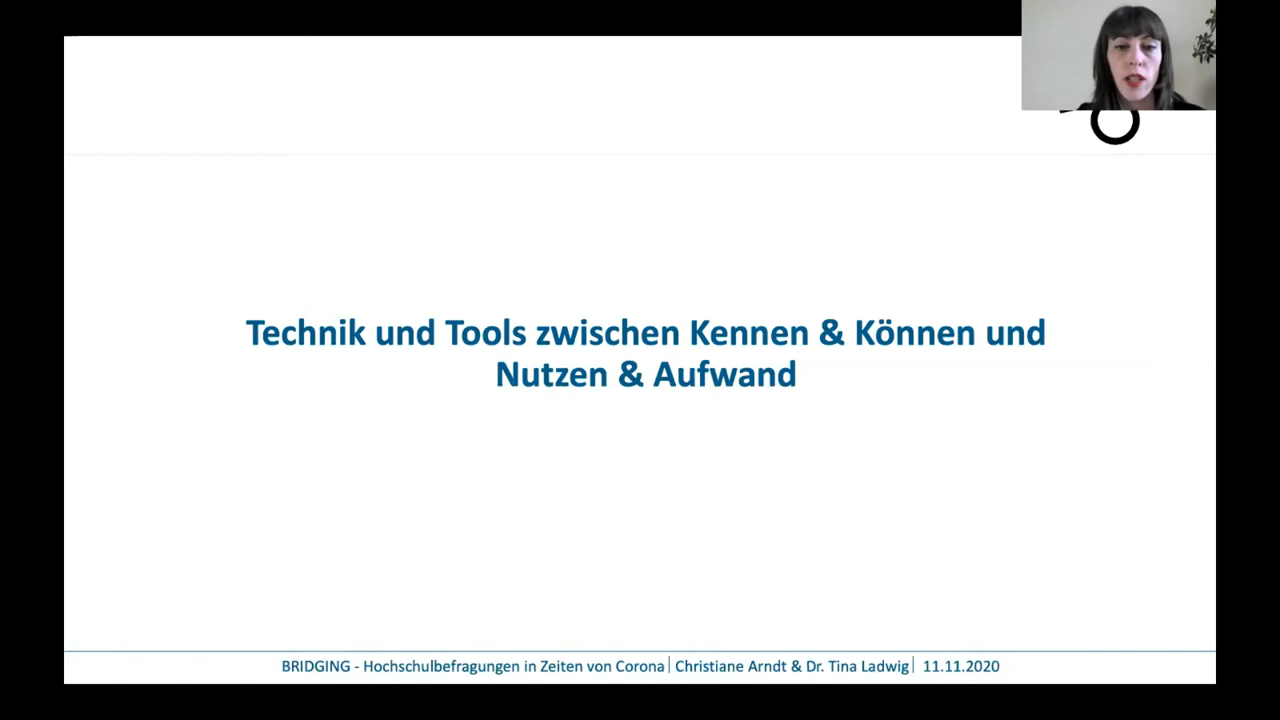 Technik und Tools zwischen Kennen & Können und
Nutzen & Aufwand
BRIDGING - Hochschulbefragungen in Zeiten von Corona | Christiane Arndt & Dr. Tina Ladwig | 11.11.2020